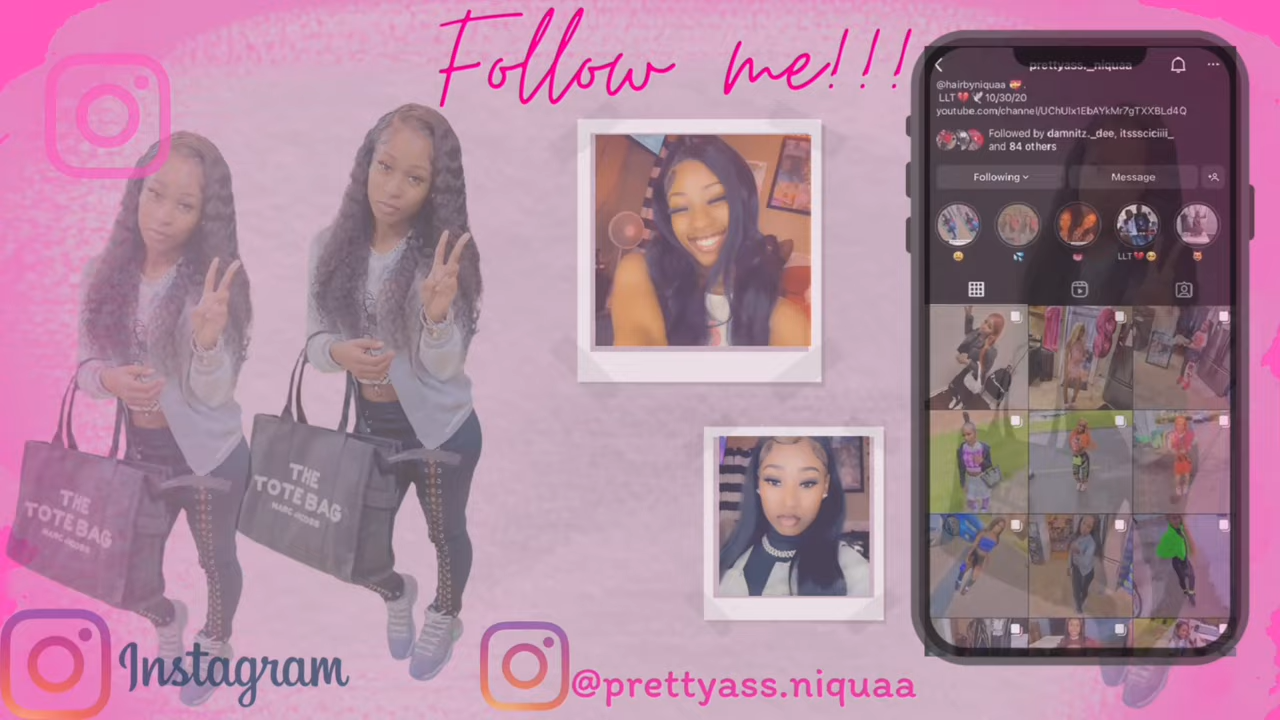 Follow me!!!
prettyass._niquaa
@hairbyniquaa 💝 .
LLT💔 🕊 10/30/20
youtube.com/channel/UChUIx1EbAYkMr7gTXXBLd4Q
Followed by damnitz._dee, itsssciciiii_
and 84 others
Following
Message
LLT💔🥺
THE
TOTE BAG
MARC JACOBS
THE
TOTE BAG
MARC JACOBS
Instagram
@prettyass.niquaa